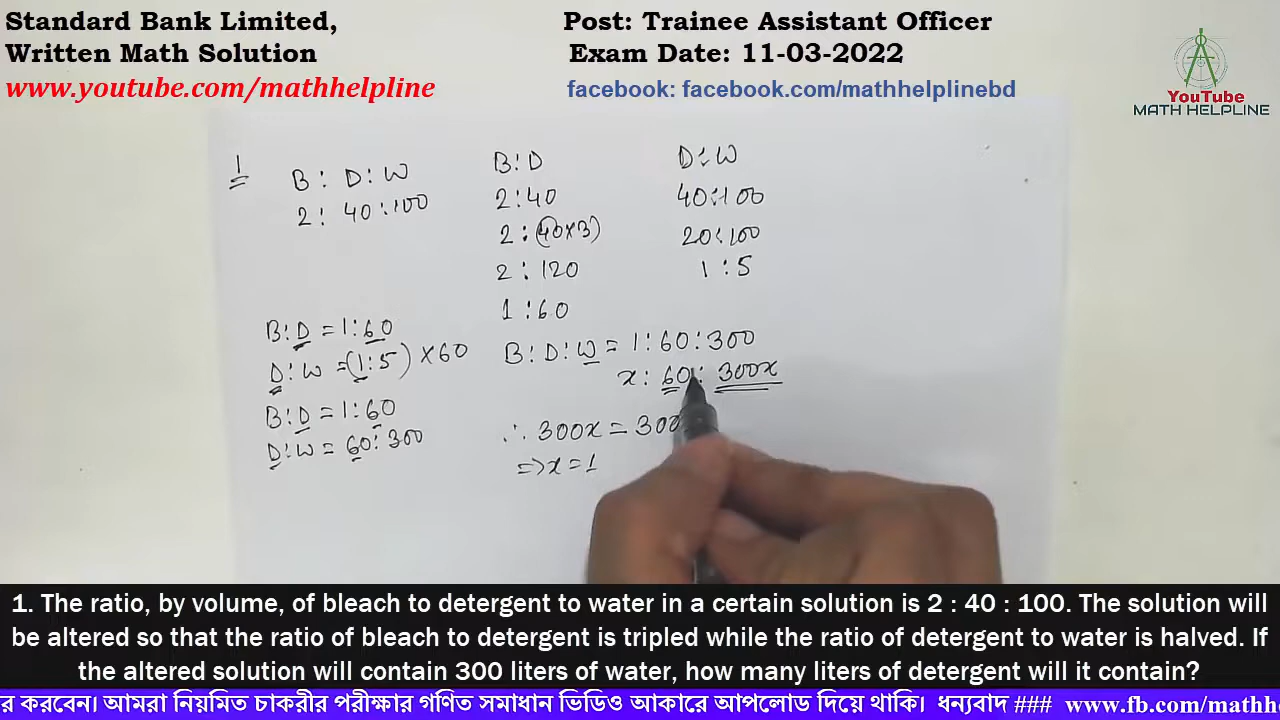 Standard Bank Limited,
Written Math Solution
www.youtube.com/mathhelpline
Post: Trainee Assistant Officer
Exam Date: 11-03-2022
facebook: facebook.com/mathhelplinebd
YouTube
MATH HELPLINE
1
B : D : W
2 : 40 : 100
B : D
2 : 40
2 : (40×3)
2 : 120
1 : 60
D : W
40 : 100
20 : 100
1 : 5
B : D = 1 : 60
D : W = (1 : 5) × 60
B : D = 1 : 60
D : W = 60 : 300
B : D : W = 1 : 60 : 300
x : 60 : 300x
∴ 300x = 300
⇒ x = 1
1. The ratio, by volume, of bleach to detergent to water in a certain solution is 2 : 40 : 100. The solution will
be altered so that the ratio of bleach to detergent is tripled while the ratio of detergent to water is halved. If
the altered solution will contain 300 liters of water, how many liters of detergent will it contain?
র করবেন। আমরা নিয়মিত চাকরীর পরীক্ষার গণিত সমাধান ভিডিও আকারে আপলোড দিয়ে থাকি। ধন্যবাদ ### www.fb.com/mathh